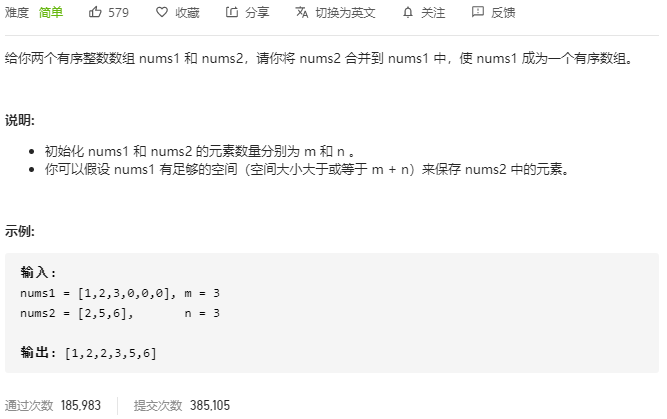 难度 简单 579 收藏 分享 切换为英文 关注 反馈
给你两个有序整数数组 nums1 和 nums2，请你将 nums2 合并到 nums1 中，使 nums1 成为一个有序数组。
说明:
初始化 nums1 和 nums2 的元素数量分别为 m 和 n 。
你可以假设 nums1 有足够的空间（空间大小大于或等于 m + n）来保存 nums2 中的元素。
示例:
输入:
nums1 = [1,2,3,0,0,0], m = 3
nums2 = [2,5,6],       n = 3
输出: [1,2,2,3,5,6]
通过次数 185,983 提交次数 385,105